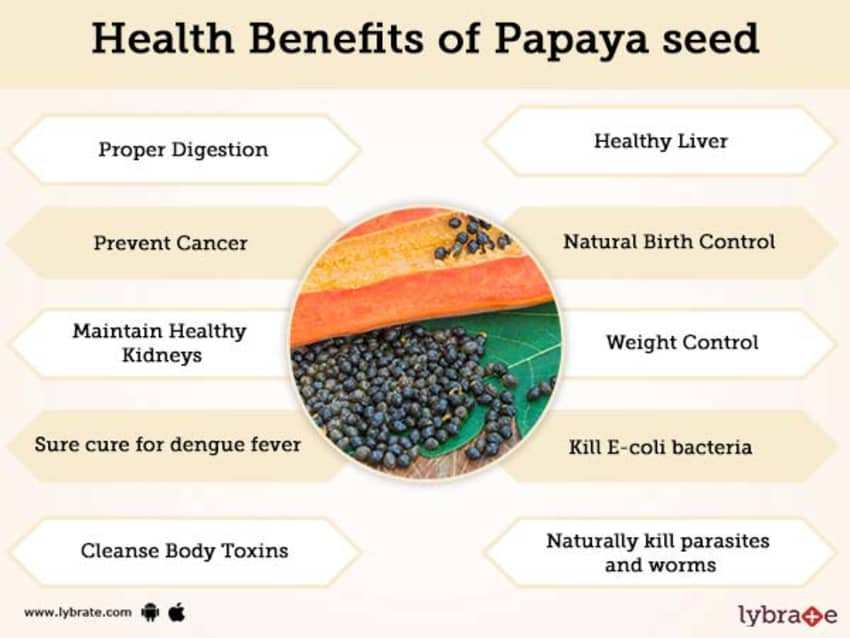 Health Benefits of Papaya seed
Proper Digestion
Healthy Liver
Prevent Cancer
Natural Birth Control
Maintain Healthy
Kidneys
Weight Control
Sure cure for dengue fever
Kill E-coli bacteria
Cleanse Body Toxins
Naturally kill parasites
and worms
www.lybrate.com
lybrate